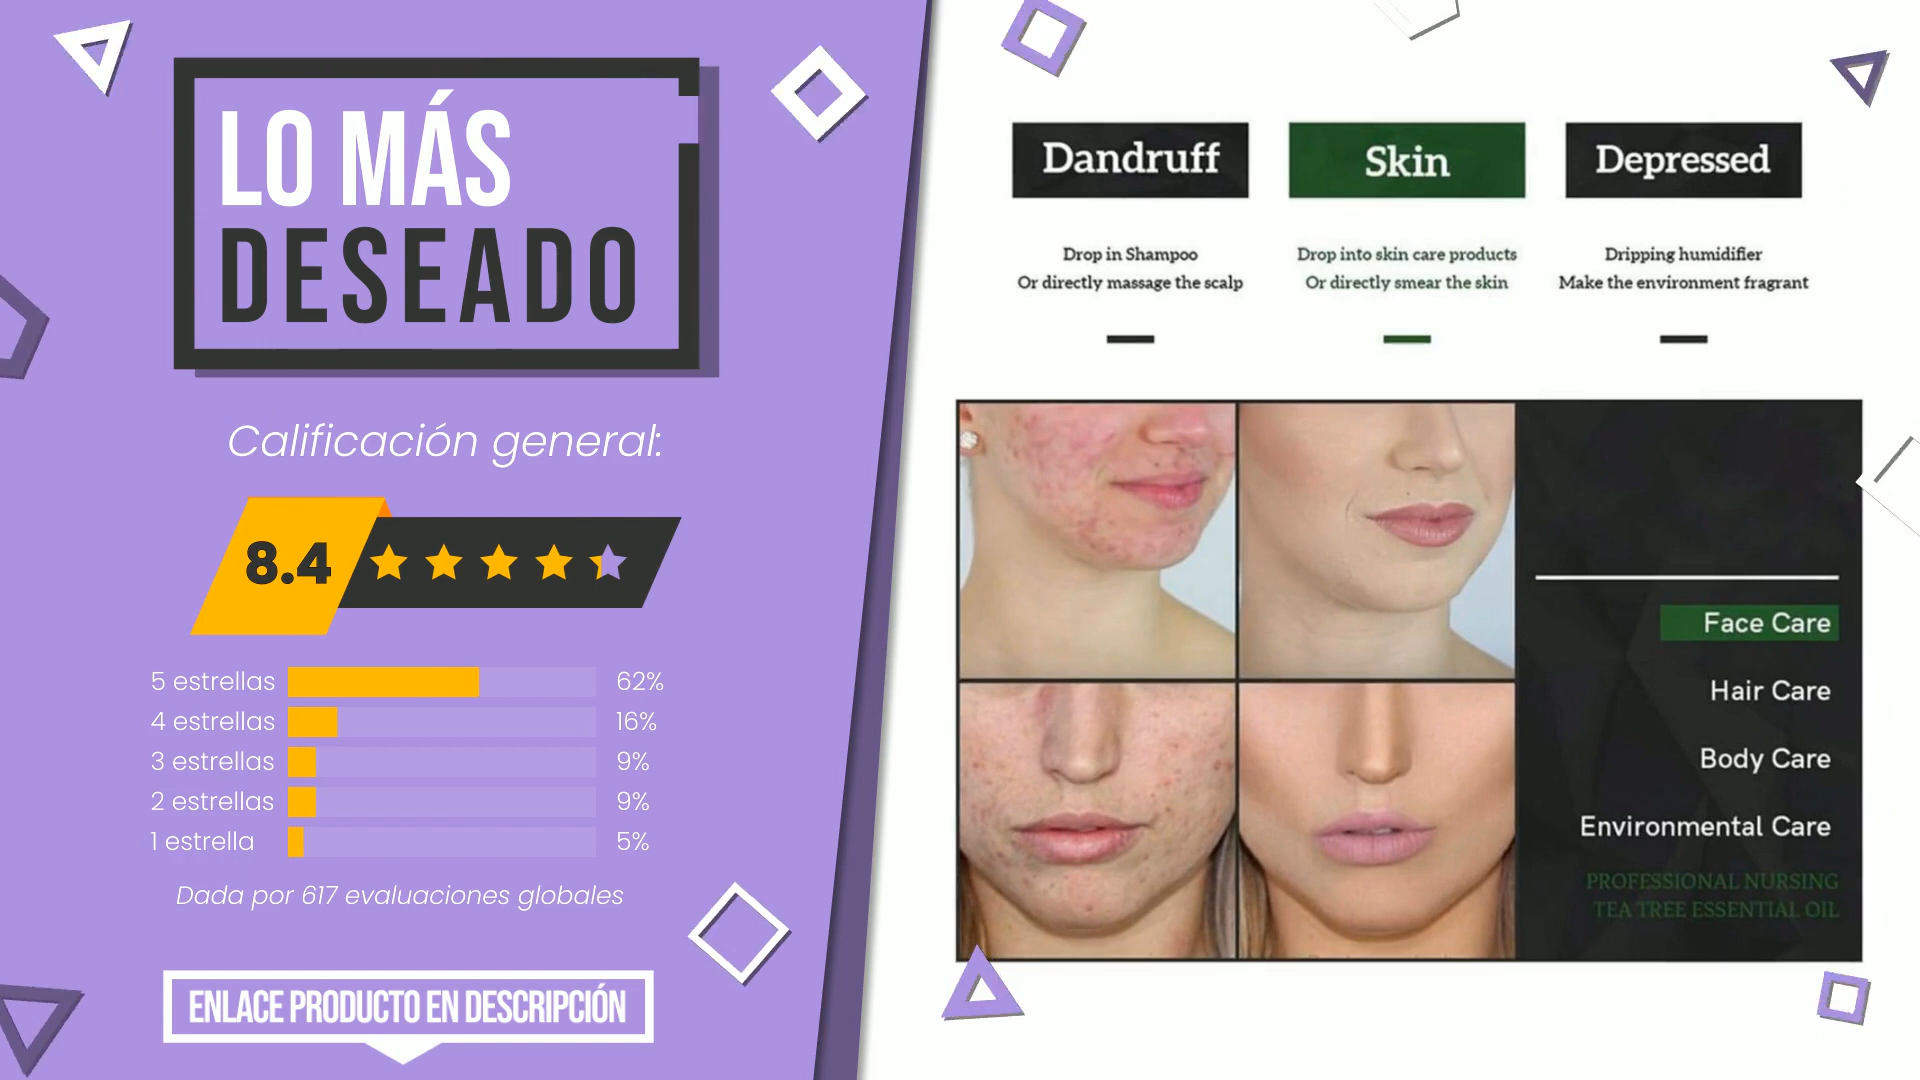 LO MÁS
DESEADO
Calificación general:
8.4
5 estrellas 62%
4 estrellas 16%
3 estrellas 9%
2 estrellas 9%
1 estrella 5%
Dada por 617 evaluaciones globales
ENLACE PRODUCTO EN DESCRIPCIÓN
Dandruff
Drop in Shampoo
Or directly massage the scalp
Skin
Drop into skin care products
Or directly smear the skin
Depressed
Dripping humidifier
Make the environment fragrant
Face Care
Hair Care
Body Care
Environmental Care
PROFESSIONAL NURSING
TEA TREE ESSENTIAL OIL